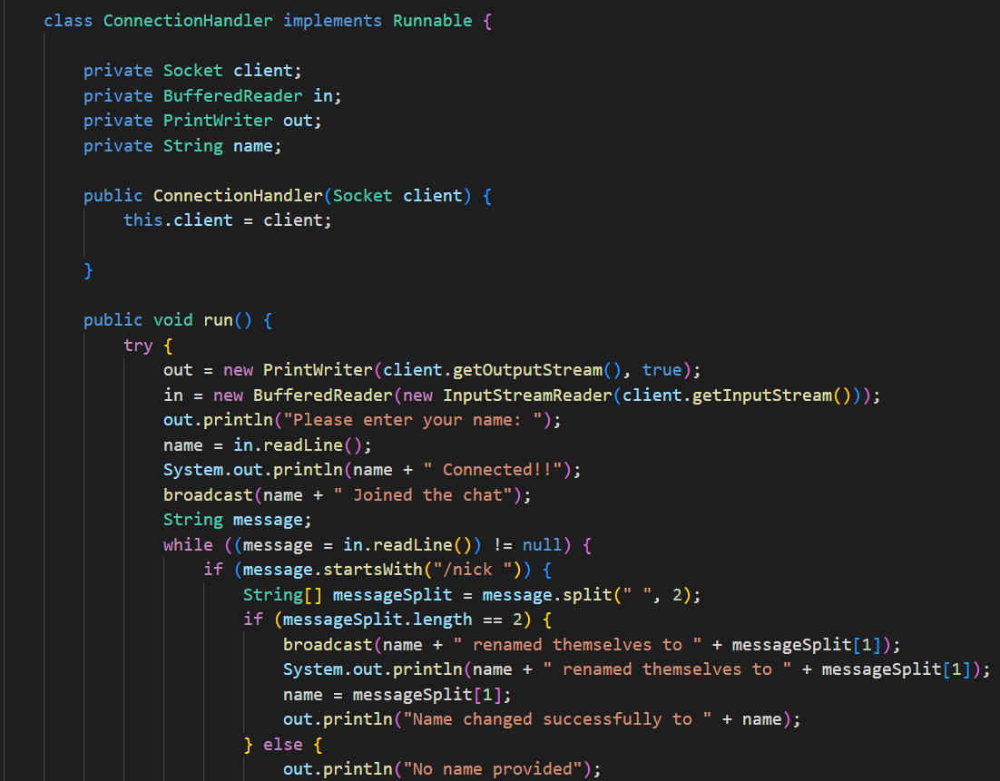 class ConnectionHandler implements Runnable {
private Socket client;
private BufferedReader in;
private PrintWriter out;
private String name;
public ConnectionHandler(Socket client) {
this.client = client;
}
public void run() {
try {
out = new PrintWriter(client.getOutputStream(), true);
in = new BufferedReader(new InputStreamReader(client.getInputStream()));
out.println("Please enter your name: ");
name = in.readLine();
System.out.println(name + " Connected!!");
broadcast(name + " Joined the chat");
String message;
while ((message = in.readLine()) != null) {
if (message.startsWith("/nick ")) {
String[] messageSplit = message.split(" ", 2);
if (messageSplit.length == 2) {
broadcast(name + " renamed themselves to " + messageSplit[1]);
System.out.println(name + " renamed themselves to " + messageSplit[1]);
name = messageSplit[1];
out.println("Name changed successfully to " + name);
} else {
out.println("No name provided");